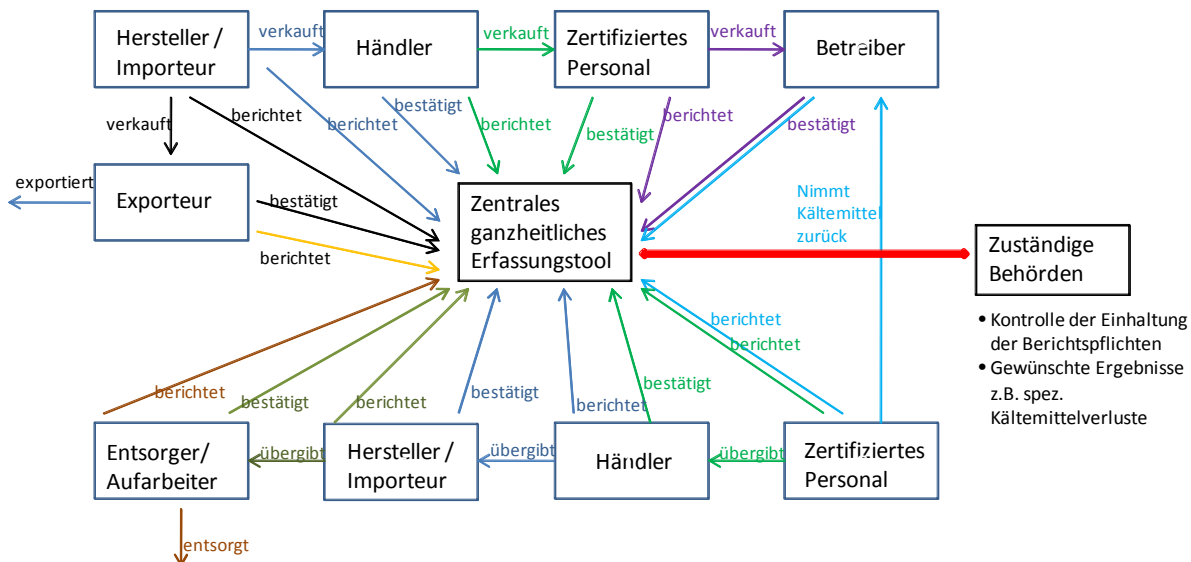 Hersteller /
Importeur
verkauft
Händler
verkauft
Zertifiziertes
Personal
verkauft
Betreiber
verkauft
berichtet
berichtet
bestätigt
berichtet
bestätigt
berichtet
bestätigt
exportiert
Exporteur
bestätigt
berichtet
Zentrales
ganzheitliches
Erfassungstool
Nimmt
Kältemittel
zurück
Zuständige
Behörden
• Kontrolle der Einhaltung
der Berichtspflichten
• Gewünschte Ergebnisse
z.B. spez.
Kältemittelverluste
berichtet
bestätigt
berichtet
bestätigt
berichtet
bestätigt
berichtet
berichtet
Entsorger/
Aufarbeiter
übergibt
Hersteller /
Importeur
übergibt
Händler
übergibt
Zertifiziertes
Personal
entsorgt